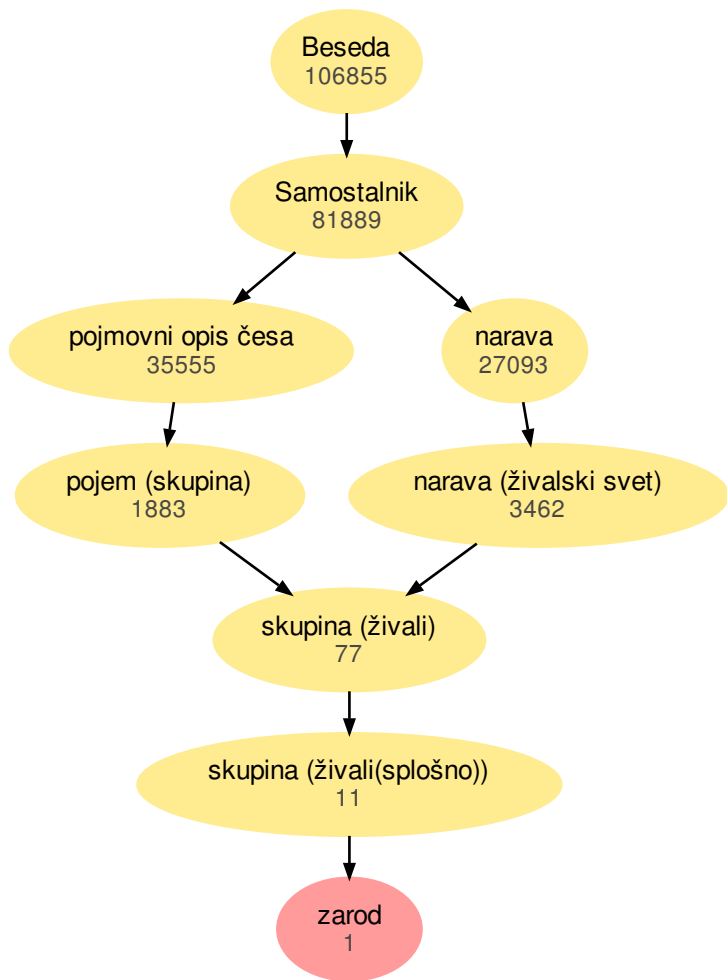 Beseda
106855
Samostalnik
81889
pojmovni opis česa
35555
narava
27093
pojem (skupina)
1883
narava (živalski svet)
3462
skupina (živali)
77
skupina (živali(splošno))
11
zarod
1